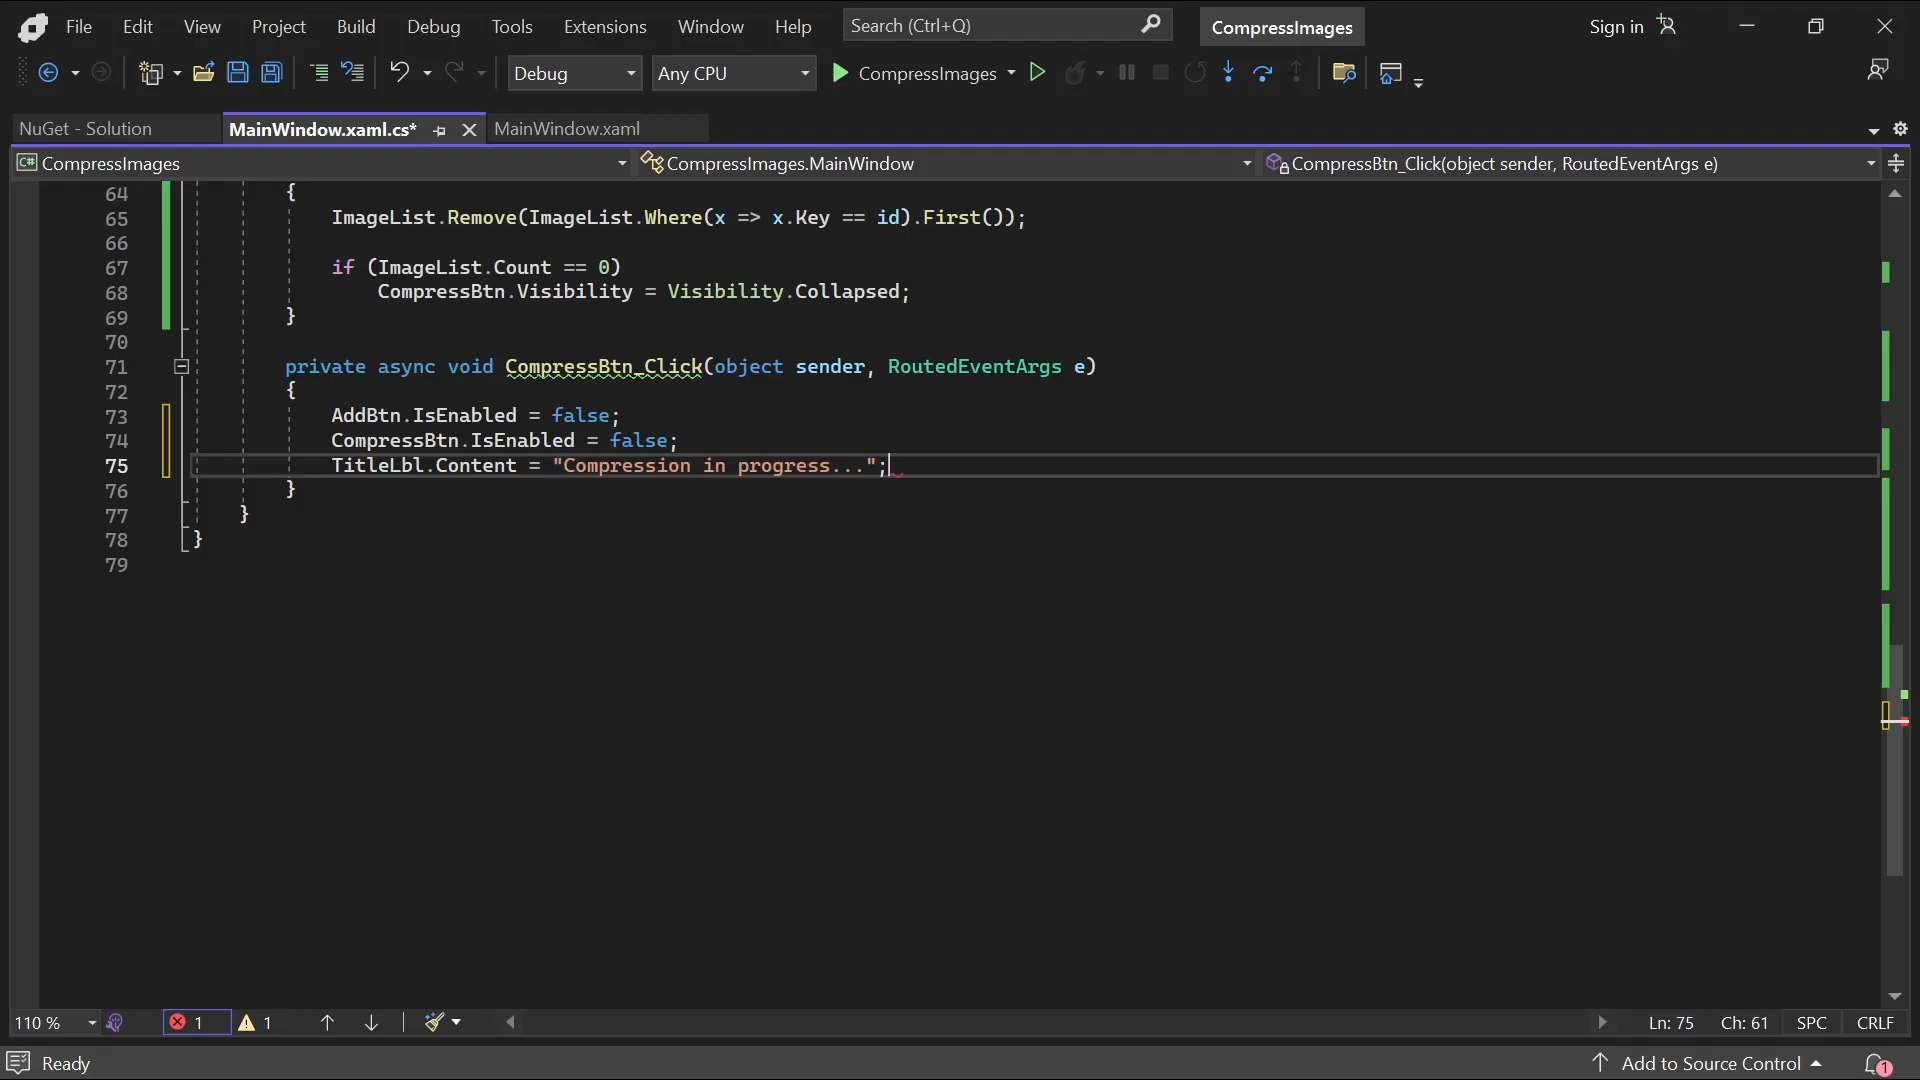 File Edit View Project Build Debug Tools Extensions Window Help Search (Ctrl+Q) CompressImages Sign in
Debug Any CPU CompressImages
NuGet - Solution MainWindow.xaml.cs* MainWindow.xaml
C# CompressImages CompressImages.MainWindow CompressBtn_Click(object sender, RoutedEventArgs e)
64 {
65 ImageList.Remove(ImageList.Where(x => x.Key == id).First());
66
67 if (ImageList.Count == 0)
68 CompressBtn.Visibility = Visibility.Collapsed;
69 }
70
71 private async void CompressBtn_Click(object sender, RoutedEventArgs e)
72 {
73 AddBtn.IsEnabled = false;
74 CompressBtn.IsEnabled = false;
75 TitleLbl.Content = "Compression in progress...";
76 }
77 }
78 }
79
110 % 1 1 Ln: 75 Ch: 61 SPC CRLF
Ready Add to Source Control 1